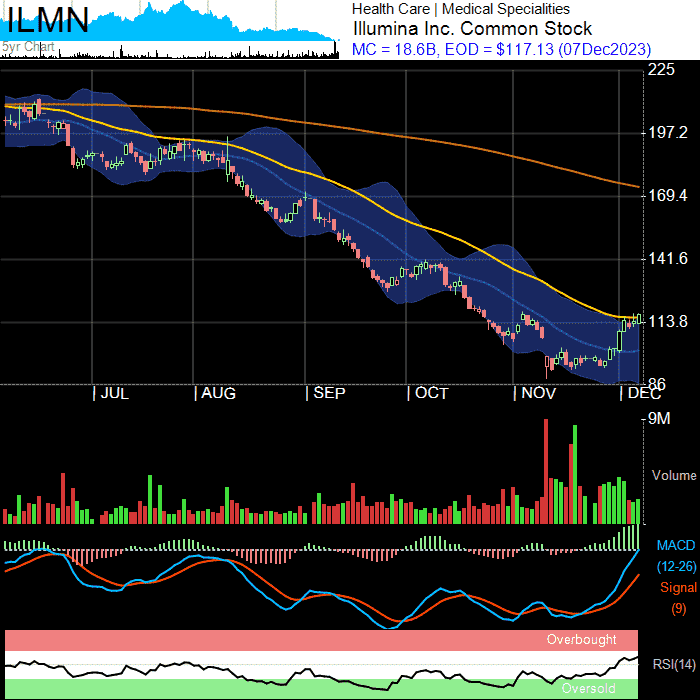 ILMN
5yr Chart
Health Care | Medical Specialities
Illumina Inc. Common Stock
MC = 18.6B, EOD = $117.13 (07Dec2023)
225
197.2
169.4
141.6
113.8
86
| JUL | AUG | SEP | OCT | NOV | DEC
9M
Volume
MACD
(12-26)
Signal
(9)
Overbought
RSI(14)
Oversold